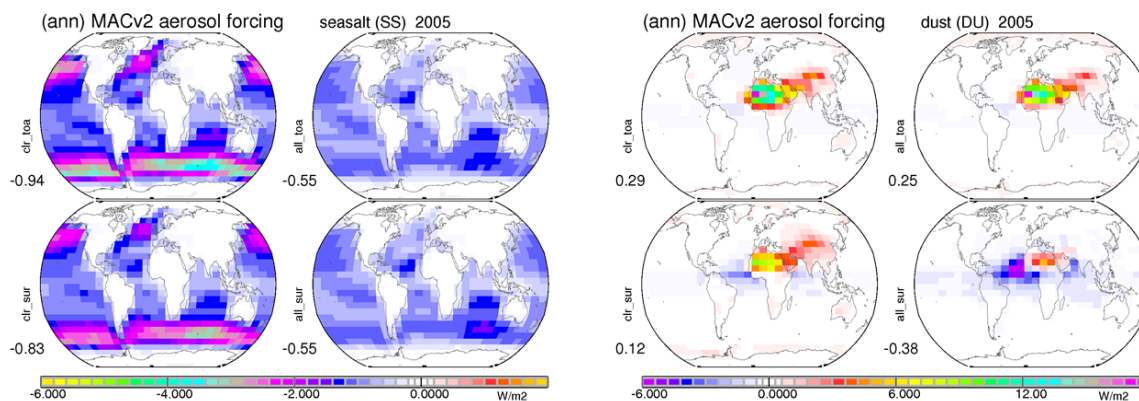 (ann) MACv2 aerosol forcing seasalt (SS) 2005
clr_toa
-0.94
all_toa
-0.55
clr_sur
-0.83
all_sur
-0.55
-6.000 -4.000 -2.000 0.0000 W/m2
(ann) MACv2 aerosol forcing dust (DU) 2005
clr_toa
0.29
all_toa
0.25
clr_sur
0.12
all_sur
-0.38
-6.000 0.0000 6.000 12.00 W/m2